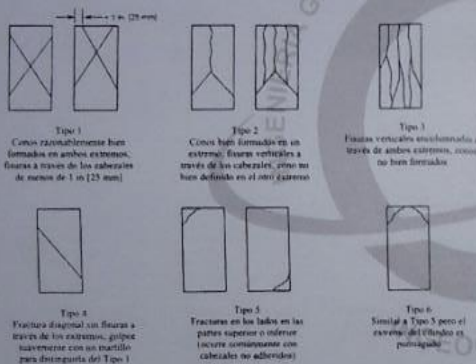 < 1 in. [25 mm]
Tipo 1
Conos razonablemente bien
formados en ambos extremos,
fisuras a través de los cabezales
de menos de 1 in [25 mm]
Tipo 2
Conos bien formados en un
extremo, fisuras verticales a
través de los cabezales, cono no
bien definido en el otro extremo
Tipo 3
Fisuras verticales encolumnadas a
través de ambos extremos, conos
no bien formados
Tipo 4
Fractura diagonal sin fisuras a
través de los extremos, golpee
suavemente con un martillo
para distinguirla del Tipo 1
Tipo 5
Fracturas en los lados en las
partes superior o inferior
(ocurre comúnmente con
cabezales no adheridos)
Tipo 6
Similar a Tipo 5 pero el
extremo del cilindro es
puntiagudo